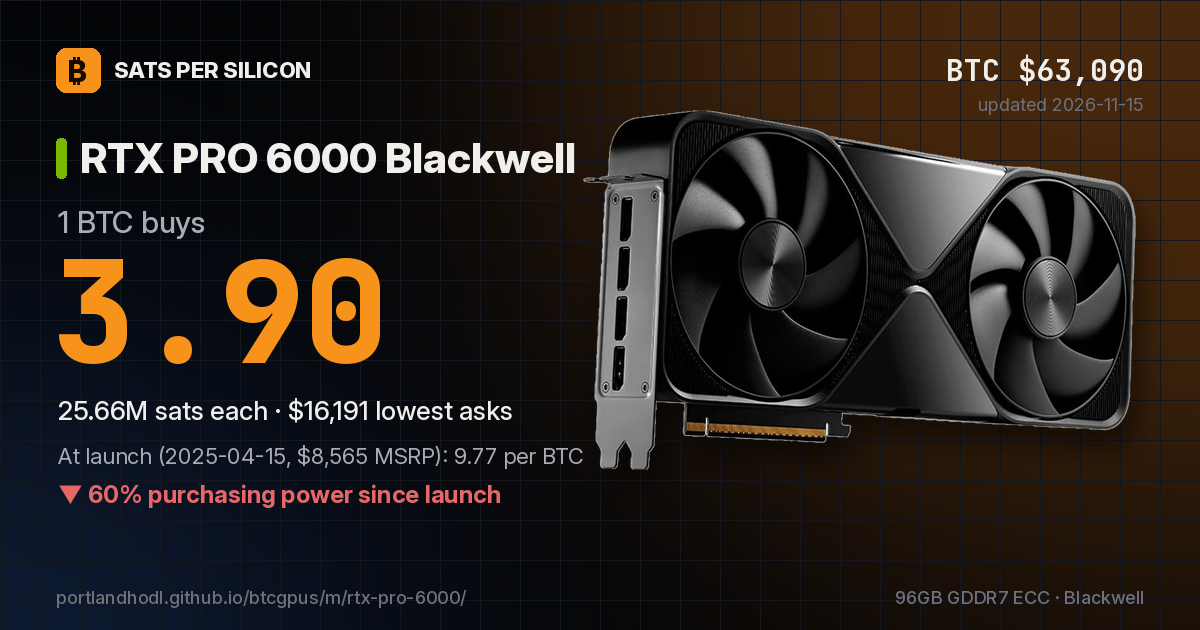 ₿ SATS PER SILICON
BTC $63,090
updated 2026-11-15
RTX PRO 6000 Blackwell
1 BTC buys
3.90
25.66M sats each · $16,191 lowest asks
At launch (2025-04-15, $8,565 MSRP): 9.77 per BTC
▼ 60% purchasing power since launch
portlandhodl.github.io/btcgpus/m/rtx-pro-6000/
96GB GDDR7 ECC · Blackwell